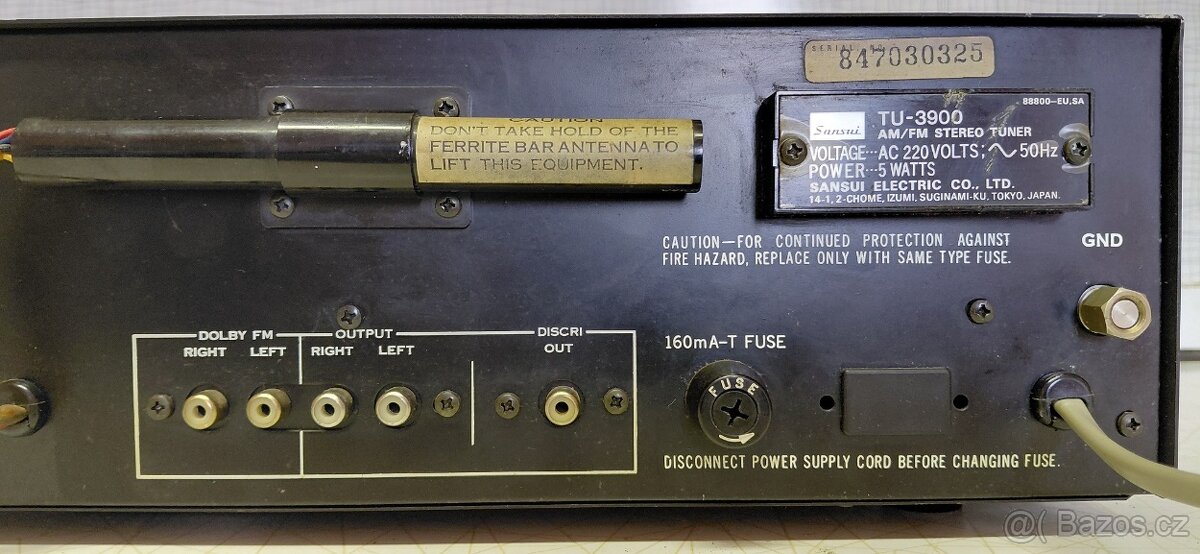 SERIAL NO.
847030325
88800-EU,SA
Sansui
TU-3900
AM/FM STEREO TUNER
VOLTAGE···AC 220VOLTS; ～50Hz
POWER···5 WATTS
SANSUI ELECTRIC CO., LTD.
14-1, 2-CHOME, IZUMI, SUGINAMI-KU, TOKYO, JAPAN.
CAUTION
DON'T TAKE HOLD OF THE
FERRITE BAR ANTENNA TO
LIFT THIS EQUIPMENT.
CAUTION—FOR CONTINUED PROTECTION AGAINST
FIRE HAZARD, REPLACE ONLY WITH SAME TYPE FUSE.
GND
DOLBY FM
RIGHT LEFT
OUTPUT
RIGHT LEFT
DISCRI
OUT
160mA-T FUSE
FUSE
DISCONNECT POWER SUPPLY CORD BEFORE CHANGING FUSE.
@( Bazos.cz